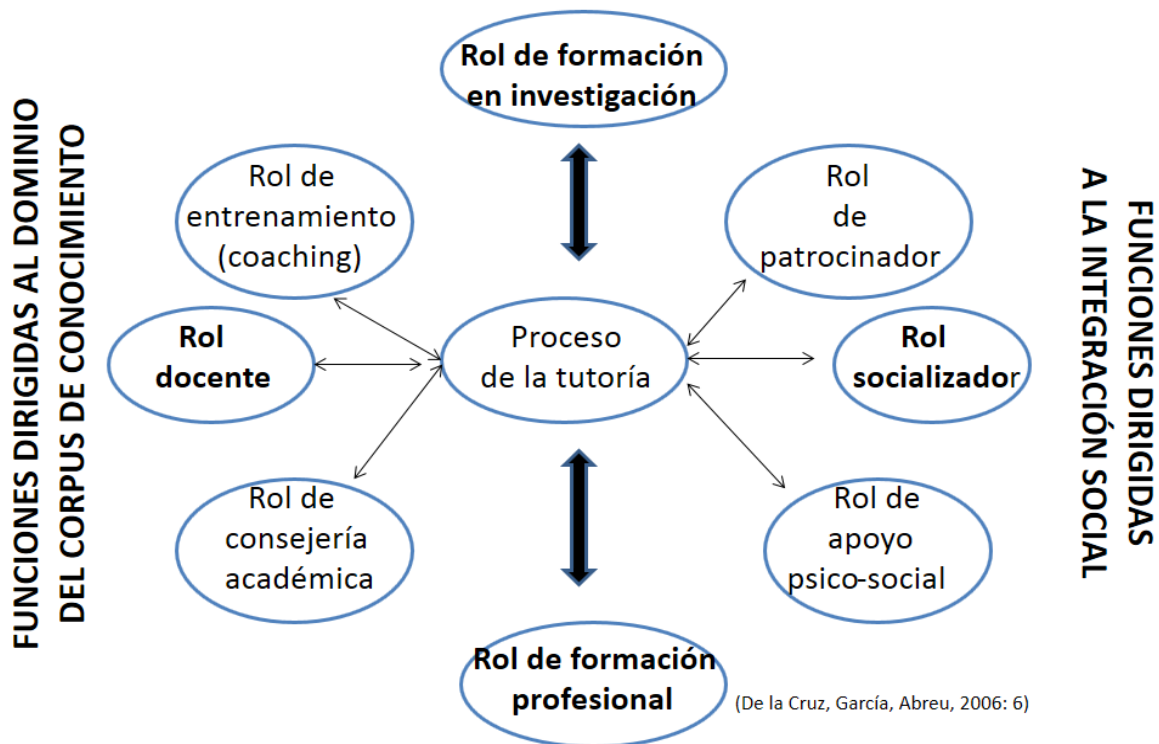 FUNCIONES DIRIGIDAS AL DOMINIO
DEL CORPUS DE CONOCIMIENTO
Rol de formación
en investigación
Rol de
entrenamiento
(coaching)
Rol
de
patrocinador
Rol
docente
Proceso
de la tutoría
Rol
socializador
Rol de
consejería
académica
Rol de
apoyo
psico-social
Rol de formación
profesional
(De la Cruz, García, Abreu, 2006: 6)
FUNCIONES DIRIGIDAS
A LA INTEGRACIÓN SOCIAL